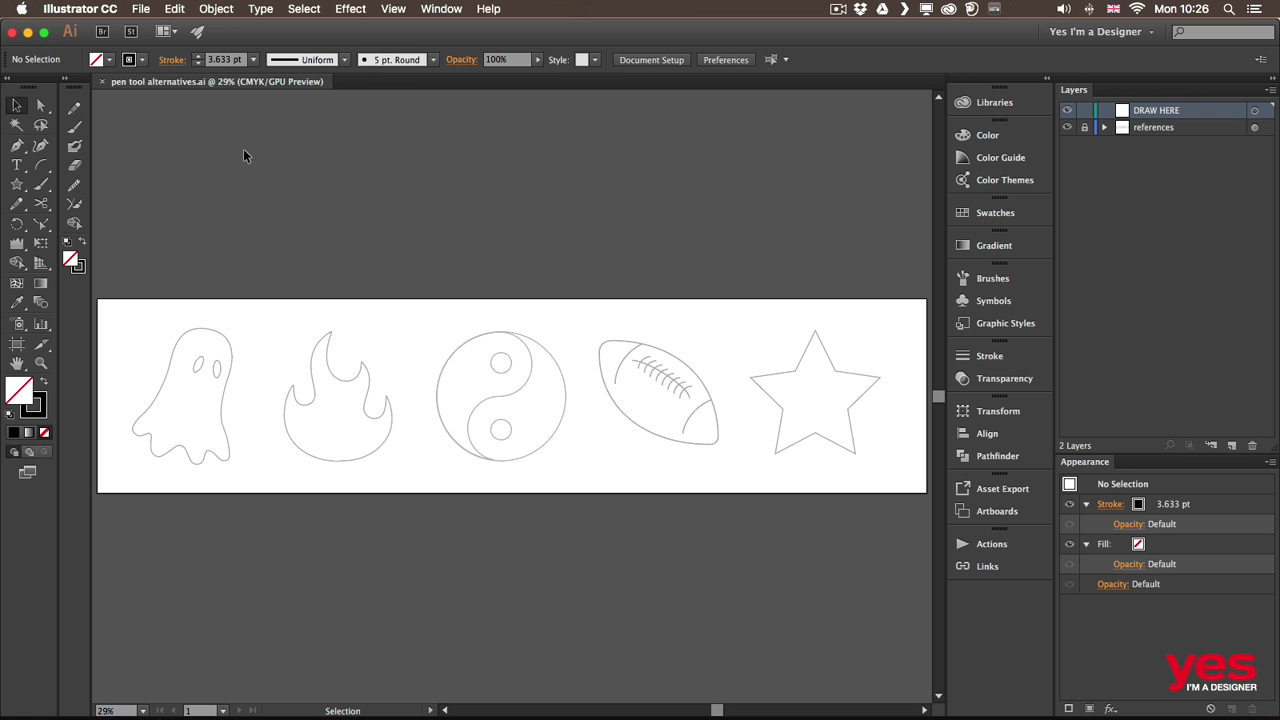 Illustrator CC File Edit Object Type Select Effect View Window Help Mon 10:26
Ai Br St Yes I'm a Designer
No Selection Stroke: 3.633 pt Uniform 5 pt. Round Opacity: 100% Style: Document Setup Preferences
× pen tool alternatives.ai @ 29% (CMYK/GPU Preview)
Libraries
Color
Color Guide
Color Themes
Swatches
Gradient
Brushes
Symbols
Graphic Styles
Stroke
Transparency
Transform
Align
Pathfinder
Asset Export
Artboards
Actions
Links
Layers
DRAW HERE
references
2 Layers
Appearance
No Selection
Stroke: 3.633 pt
Opacity: Default
Fill:
Opacity: Default
Opacity: Default
yes
I'M A DESIGNER
fx
29% 1 Selection